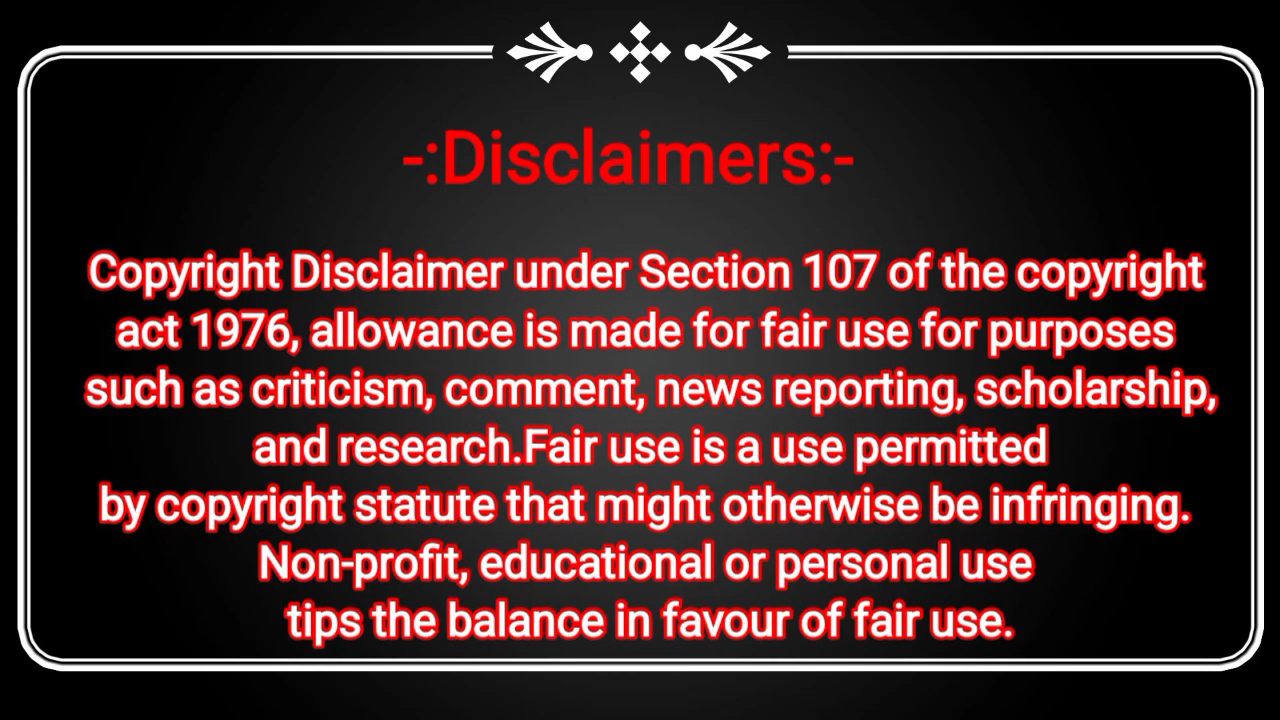 -:Disclaimers:-
Copyright Disclaimer under Section 107 of the copyright
act 1976, allowance is made for fair use for purposes
such as criticism, comment, news reporting, scholarship,
and research.Fair use is a use permitted
by copyright statute that might otherwise be infringing.
Non-profit, educational or personal use
tips the balance in favour of fair use.